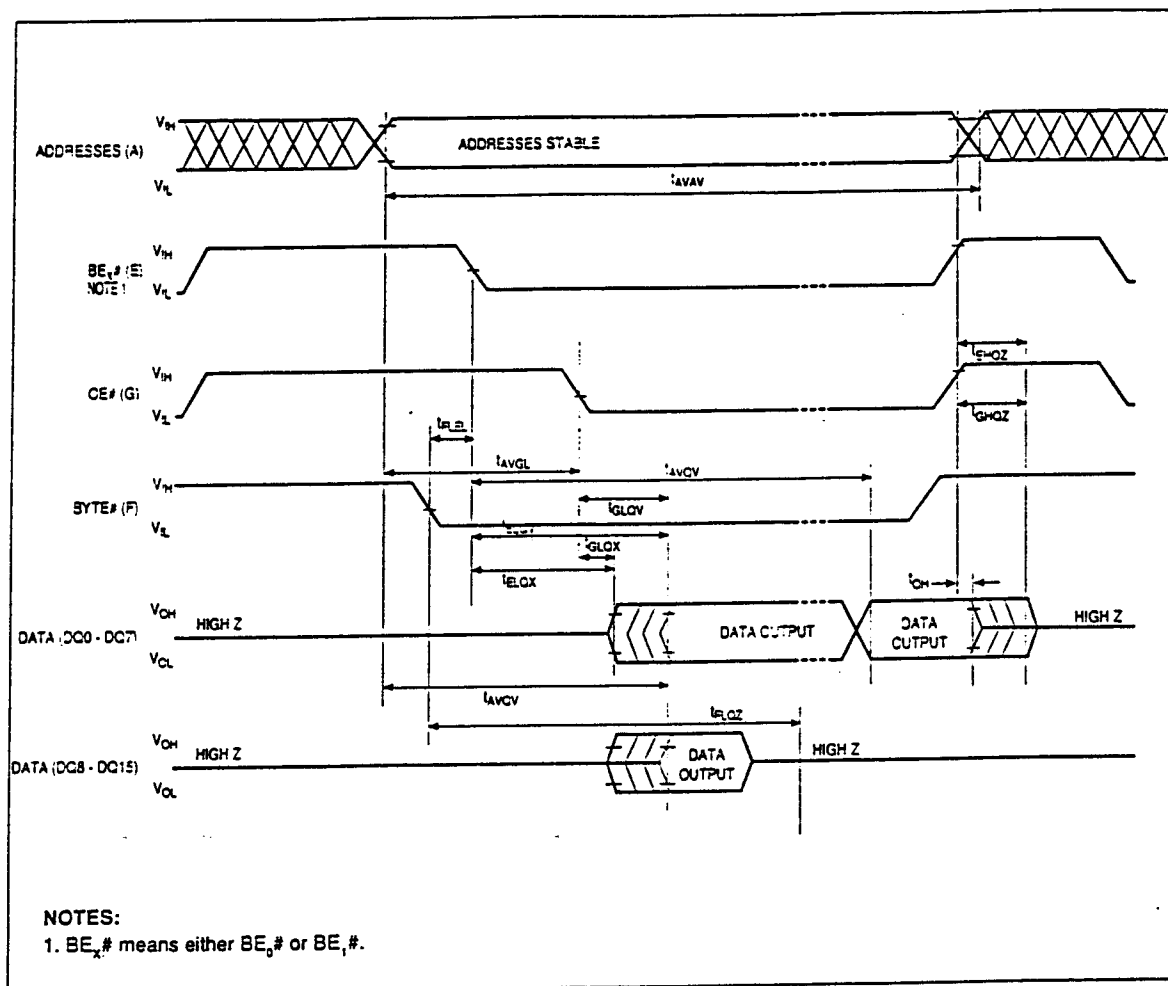 VIH
ADDRESSES (A)
ADDRESSES STABLE
VIL
tAVAV
VIH
BEX# (E)
NOTE 1
VIL
tEHQZ
VIH
OE# (G)
VIL
tGHQZ
tAVGL
tAVQV
VIH
BYTE# (F)
VIL
tGLQV
tGLQX
tELQX
tOH
VOH
DATA (DQ0 - DQ7)
HIGH Z
DATA OUTPUT
DATA
OUTPUT
HIGH Z
VOL
tAVQV
tFLQZ
VOH
DATA (DQ8 - DQ15)
HIGH Z
DATA
OUTPUT
HIGH Z
VOL
NOTES:
1. BEX# means either BE0# or BE1#.